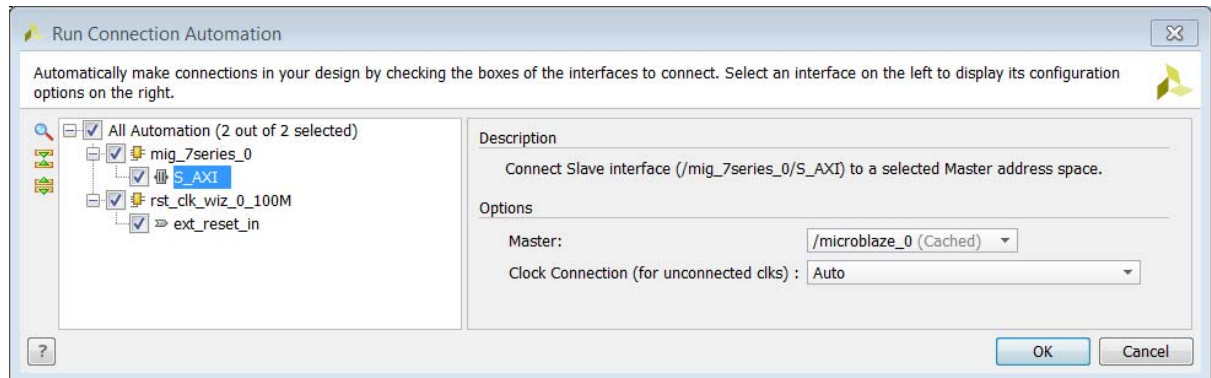 Run Connection Automation
Automatically make connections in your design by checking the boxes of the interfaces to connect. Select an interface on the left to display its configuration
options on the right.
All Automation (2 out of 2 selected)
mig_7series_0
S_AXI
rst_clk_wiz_0_100M
ext_reset_in
Description
Connect Slave interface (/mig_7series_0/S_AXI) to a selected Master address space.
Options
Master: /microblaze_0 (Cached)
Clock Connection (for unconnected clks) : Auto
?
OK Cancel